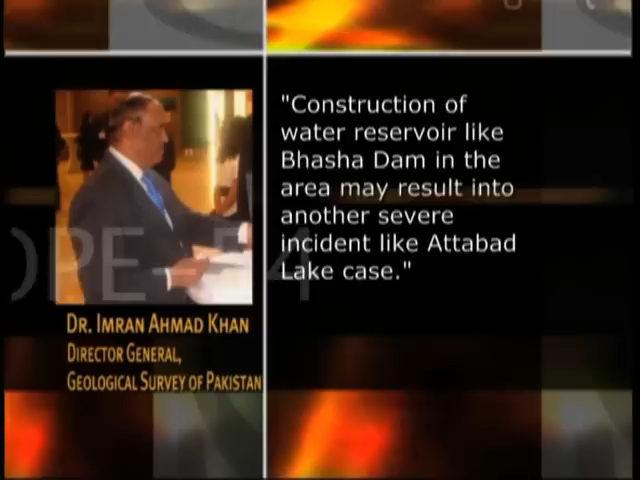 "Construction of
water reservoir like
Bhasha Dam in the
area may result into
another severe
incident like Attabad
Lake case."
DR. IMRAN AHMAD KHAN
DIRECTOR GENERAL,
GEOLOGICAL SURVEY OF PAKISTAN